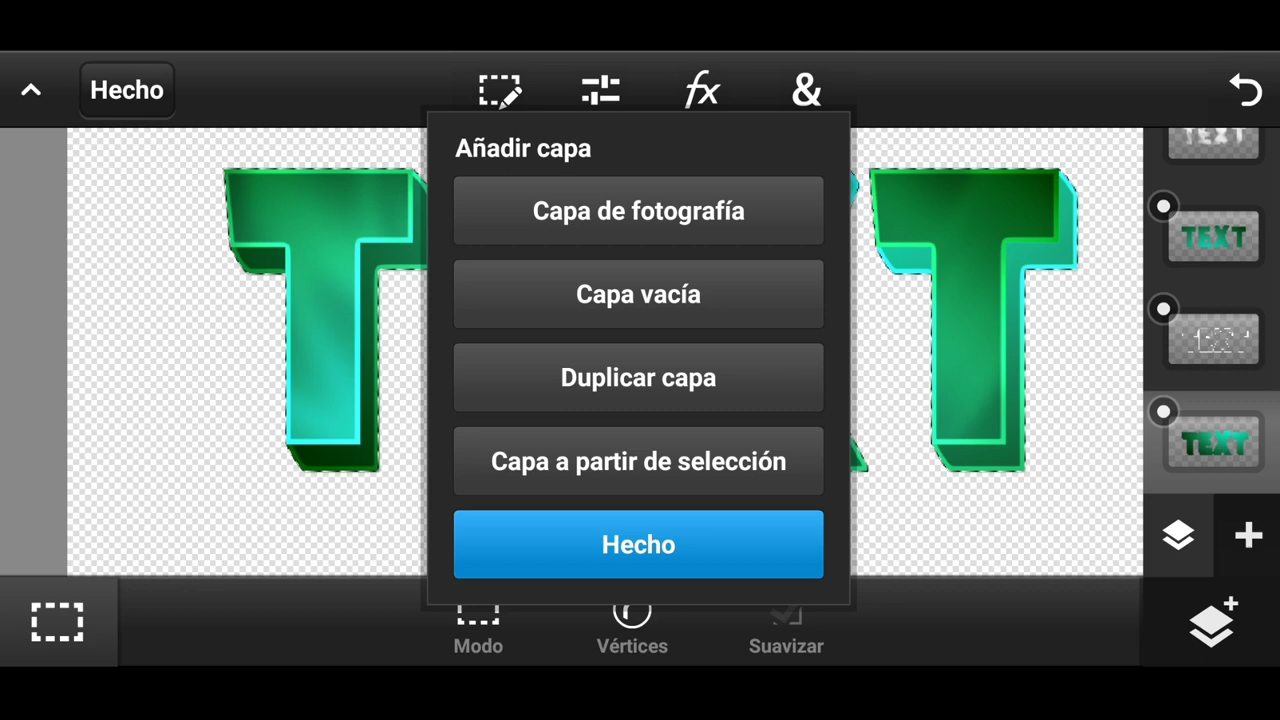 Hecho
fx
&
Añadir capa
Capa de fotografía
Capa vacía
Duplicar capa
Capa a partir de selección
Hecho
T
T
TEXT
TEXT
TEXT
TEXT
Modo
Vértices
Suavizar